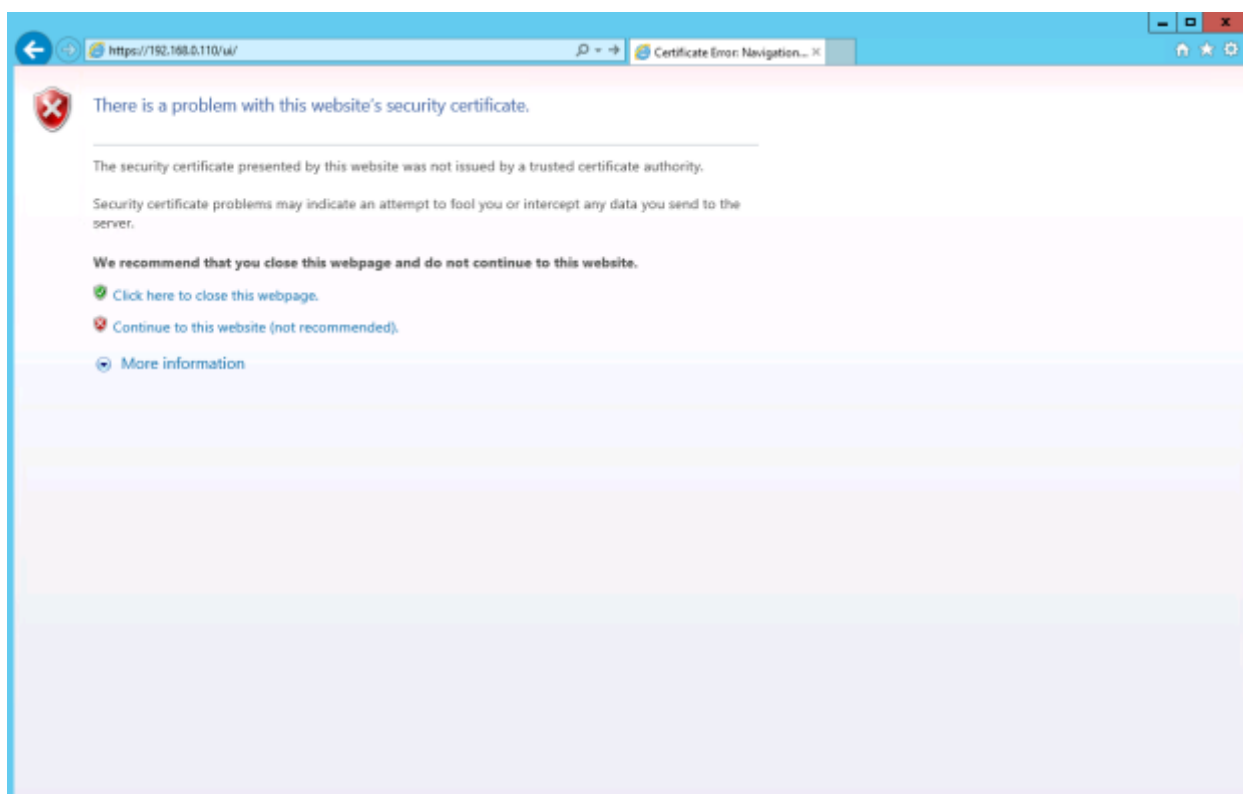 https://192.168.0.110/ui/
Certificate Error: Navigation...
There is a problem with this website's security certificate.
The security certificate presented by this website was not issued by a trusted certificate authority.
Security certificate problems may indicate an attempt to fool you or intercept any data you send to the
server.
We recommend that you close this webpage and do not continue to this website.
Click here to close this webpage.
Continue to this website (not recommended).
More information